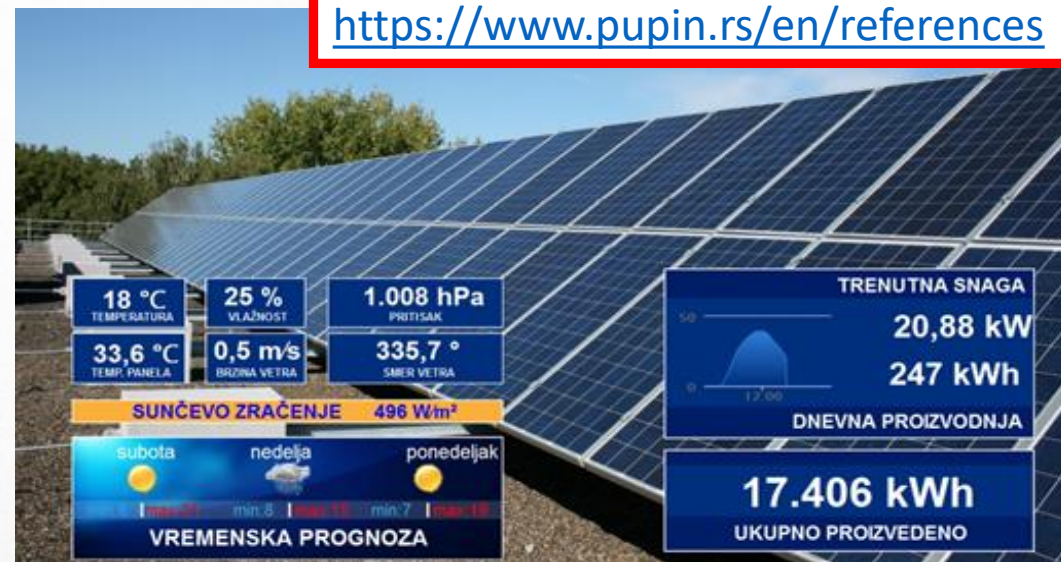 https://www.pupin.rs/en/references
18 °C
TEMPERATURA
25 %
VLAŽNOST
1.008 hPa
PRITISAK
33,6 °C
TEMP. PANELA
0,5 m/s
BRZINA VETRA
335,7 °
SMER VETRA
SUNČEVO ZRAČENJE 496 W/m²
subota nedelja ponedeljak
min:8 min:7
VREMENSKA PROGNOZA
TRENUTNA SNAGA
50
20,88 kW
0
12:00
247 kWh
DNEVNA PROIZVODNJA
17.406 kWh
UKUPNO PROIZVEDENO